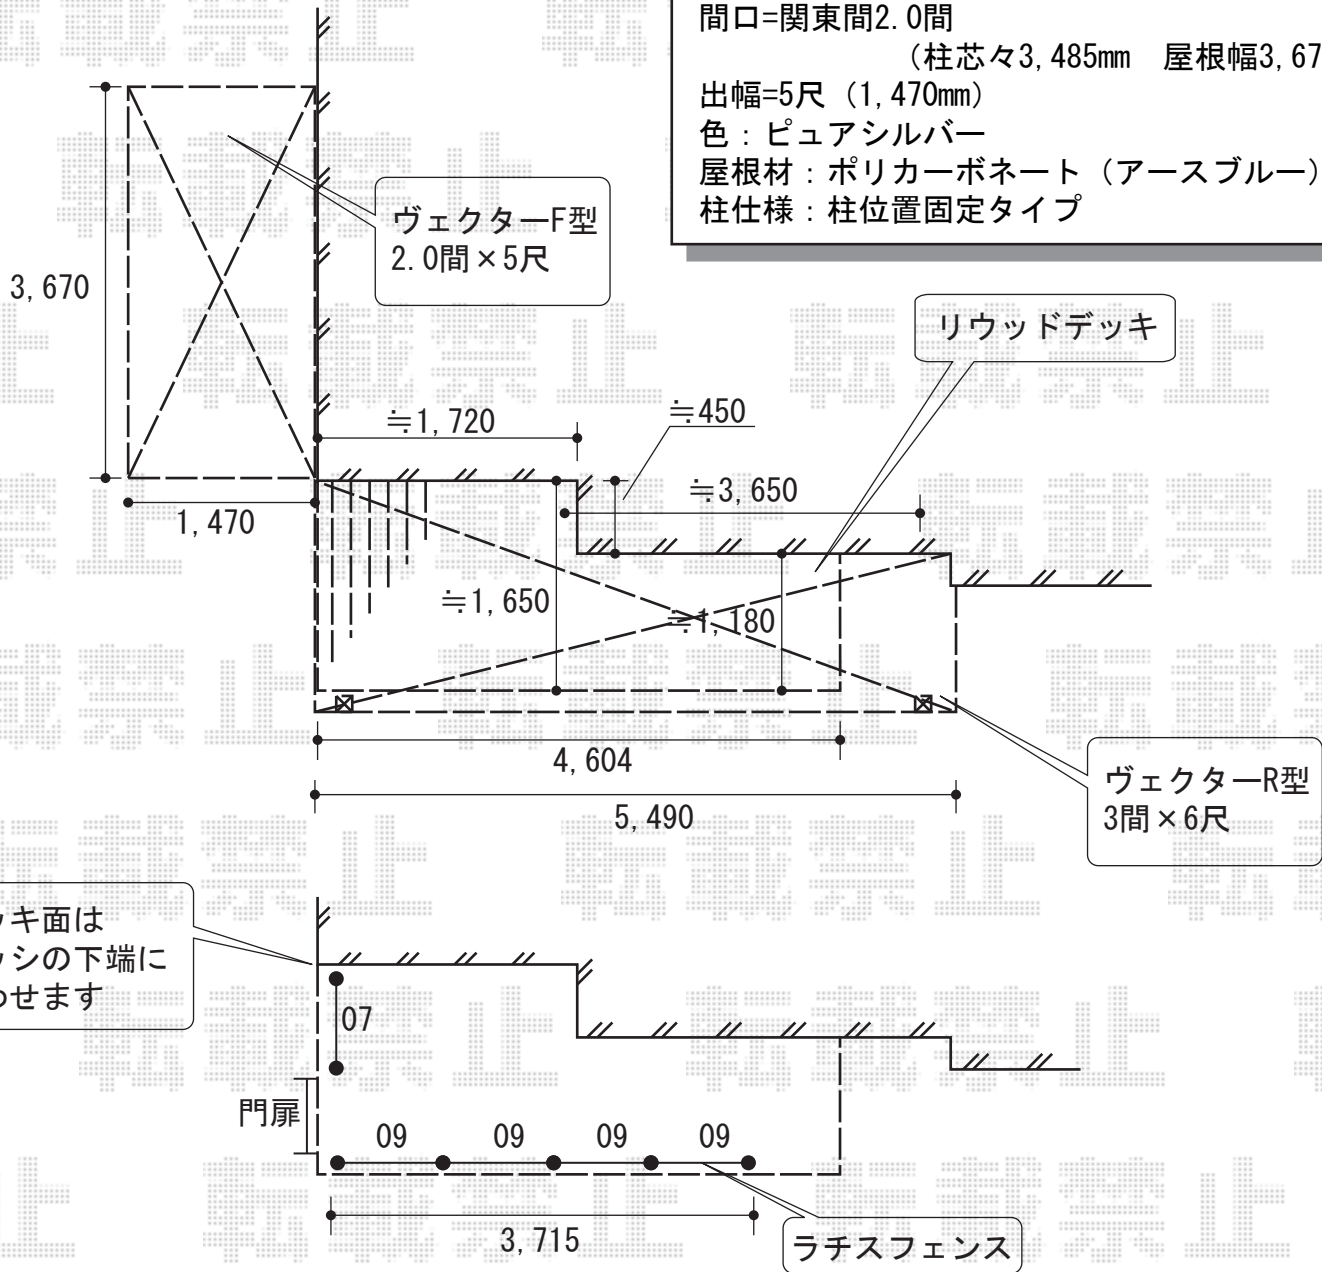 間口=関東間2.0間
(柱芯々3,485mm 屋根幅3,67
出幅=5尺（1,470mm）
色：ピュアシルバー
屋根材：ポリカーボネート（アースブルー）
柱仕様：柱位置固定タイプ
ヴェクターF型
2.0間×5尺
3,670
リウッドデッキ
≒1,720
≒450
≒3,650
1,470
≒1,650
≒1,180
4,604
5,490
ヴェクターR型
3間×6尺
ッキ面は
ッシの下端に
わせます
07
門扉
09 09 09 09
3,715
ラチスフェンス
転載禁止